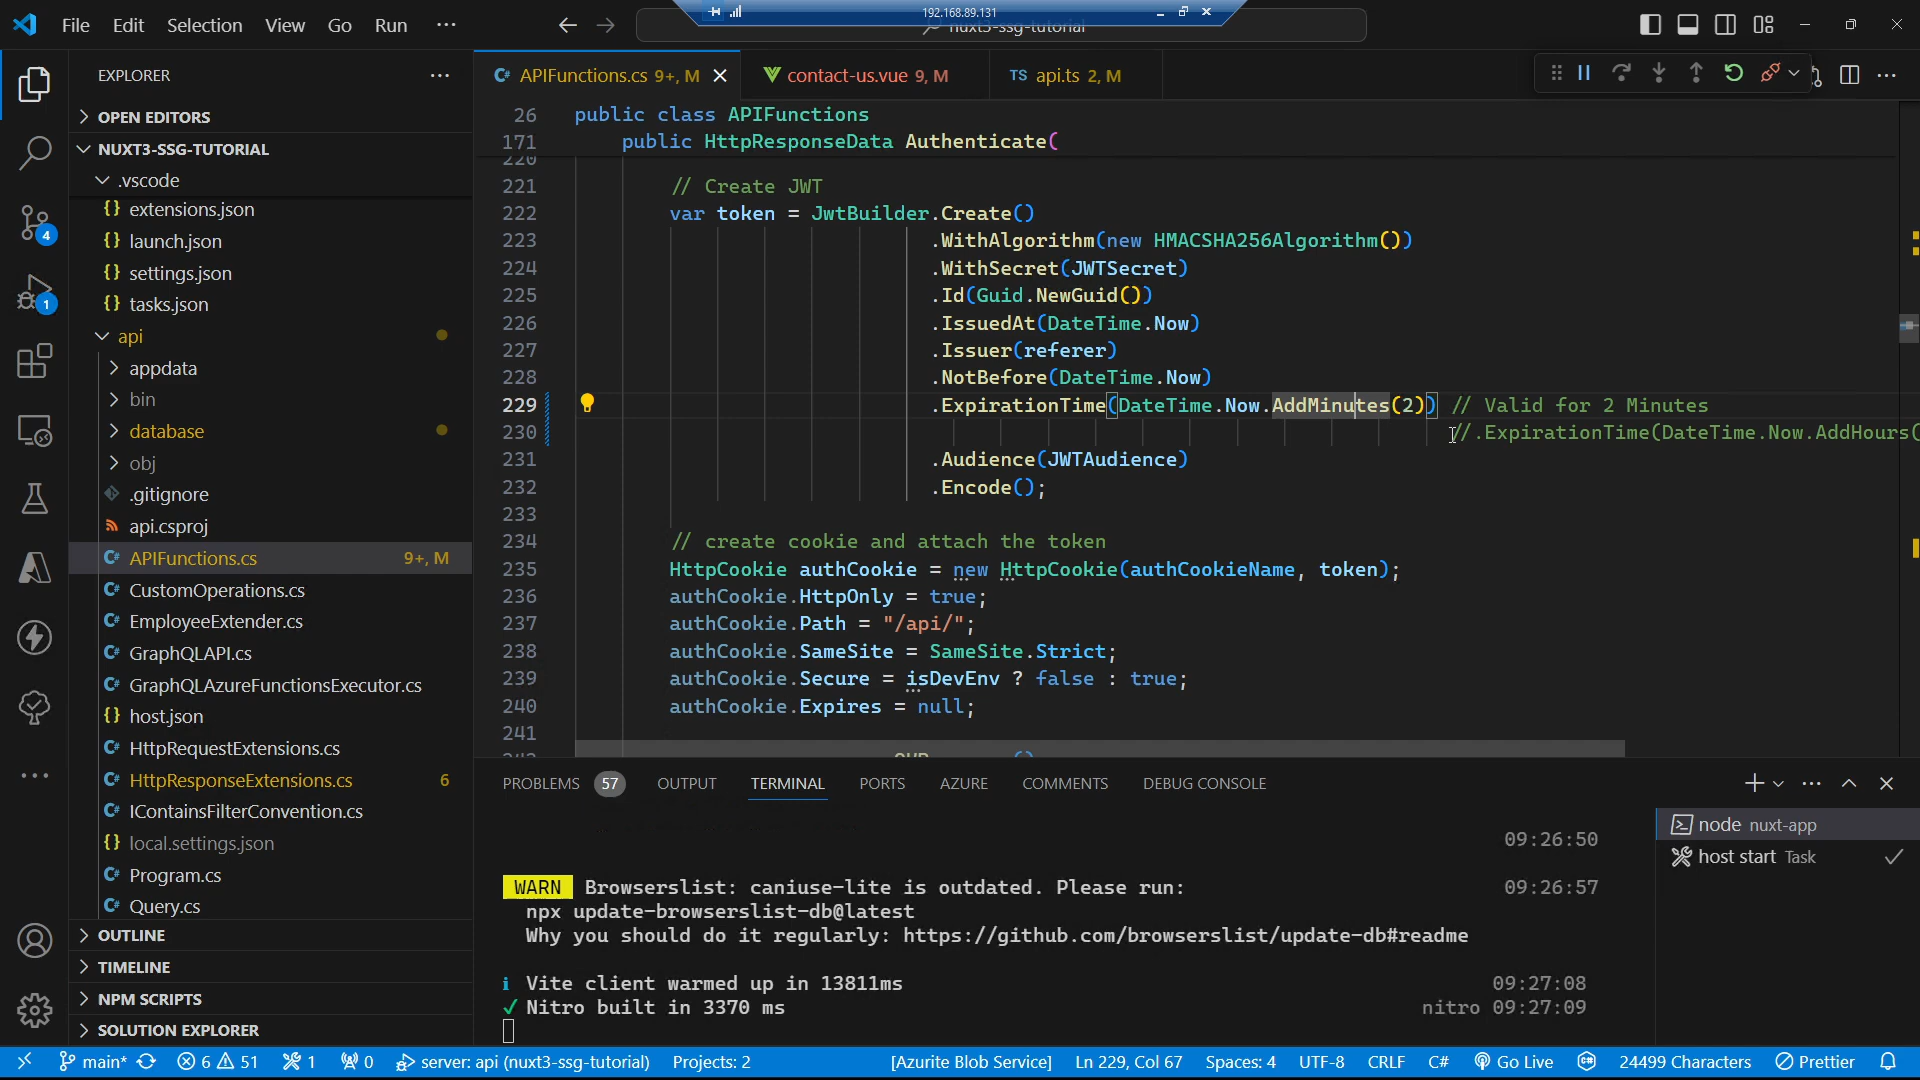 File Edit Selection View Go Run ···
192.168.89.131
nuxt3-ssg-tutorial
EXPLORER
OPEN EDITORS
NUXT3-SSG-TUTORIAL
.vscode
{} extensions.json
{} launch.json
{} settings.json
{} tasks.json
api
appdata
bin
database
obj
.gitignore
api.csproj
C# APIFunctions.cs 9+, M
C# CustomOperations.cs
C# EmployeeExtender.cs
C# GraphQLAPI.cs
C# GraphQLAzureFunctionsExecutor.cs
{} host.json
C# HttpRequestExtensions.cs
C# HttpResponseExtensions.cs 6
C# IContainsFilterConvention.cs
{} local.settings.json
C# Program.cs
C# Query.cs
OUTLINE
TIMELINE
NPM SCRIPTS
SOLUTION EXPLORER
4
1
C# APIFunctions.cs 9+, M
contact-us.vue 9, M
TS api.ts 2, M
26 public class APIFunctions
171 public HttpResponseData Authenticate(
220
221 // Create JWT
222 var token = JwtBuilder.Create()
223 .WithAlgorithm(new HMACSHA256Algorithm())
224 .WithSecret(JWTSecret)
225 .Id(Guid.NewGuid())
226 .IssuedAt(DateTime.Now)
227 .Issuer(referer)
228 .NotBefore(DateTime.Now)
229 .ExpirationTime(DateTime.Now.AddMinutes(2)) // Valid for 2 Minutes
230 //.ExpirationTime(DateTime.Now.AddHours(
231 .Audience(JWTAudience)
232 .Encode();
233
234 // create cookie and attach the token
235 HttpCookie authCookie = new HttpCookie(authCookieName, token);
236 authCookie.HttpOnly = true;
237 authCookie.Path = "/api/";
238 authCookie.SameSite = SameSite.Strict;
239 authCookie.Secure = isDevEnv ? false : true;
240 authCookie.Expires = null;
241
PROBLEMS 57 OUTPUT TERMINAL PORTS AZURE COMMENTS DEBUG CONSOLE
09:26:50
WARN Browserslist: caniuse-lite is outdated. Please run: 09:26:57
npx update-browserslist-db@latest
Why you should do it regularly: https://github.com/browserslist/update-db#readme
i Vite client warmed up in 13811ms 09:27:08
✓ Nitro built in 3370 ms nitro 09:27:09
node nuxt-app
host start Task
main* 6 51 1 0 server: api (nuxt3-ssg-tutorial) Projects: 2 [Azurite Blob Service] Ln 229, Col 67 Spaces: 4 UTF-8 CRLF C# Go Live 24499 Characters Prettier